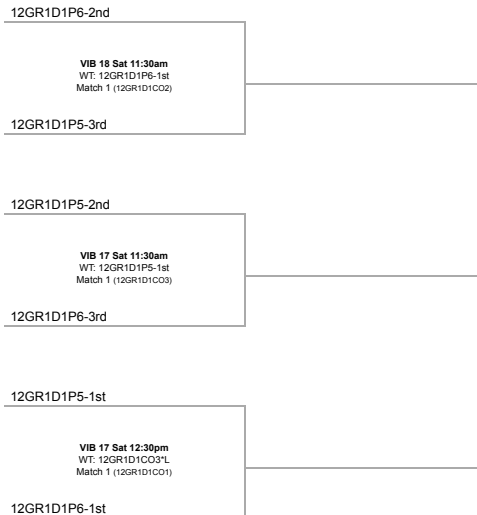 12GR1D1P6-2nd
VIB 18 Sat 11:30am
WT: 12GR1D1P6-1st
Match 1 (12GR1D1CO2)
12GR1D1P5-3rd
12GR1D1P5-2nd
VIB 17 Sat 11:30am
WT: 12GR1D1P5-1st
Match 1 (12GR1D1CO3)
12GR1D1P6-3rd
12GR1D1P5-1st
VIB 17 Sat 12:30pm
WT: 12GR1D1CO3*L
Match 1 (12GR1D1CO1)
12GR1D1P6-1st